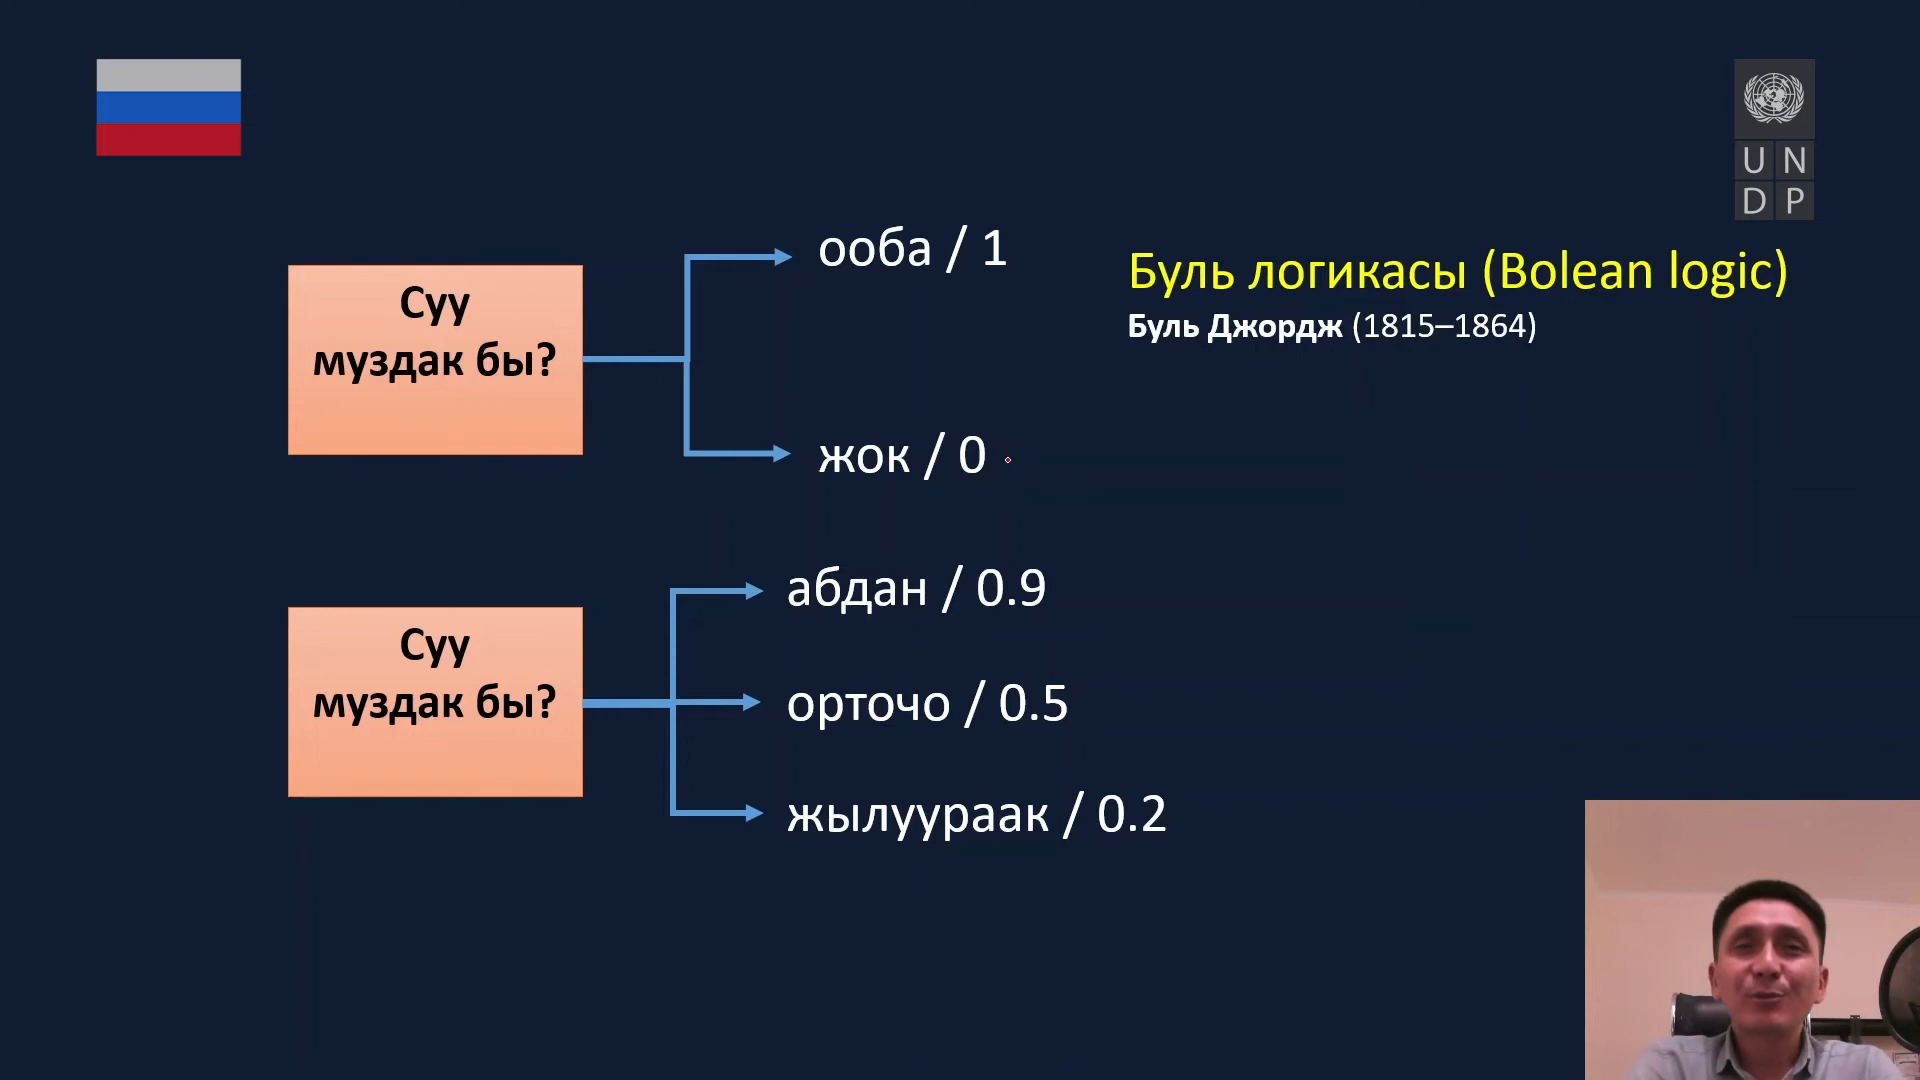 U N
D P
Суу
муздак бы?
ооба / 1
жок / 0
Буль логикасы (Bolean logic)
Буль Джордж (1815–1864)
Суу
муздак бы?
абдан / 0.9
орточо / 0.5
жылуураак / 0.2